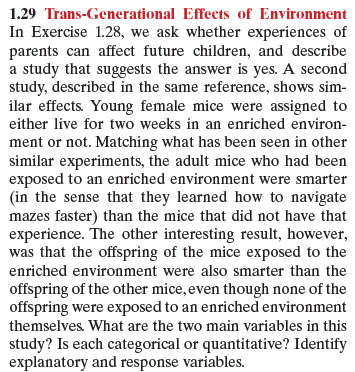 1.29 Trans-Generational Effects of Environment
In Exercise 1.28, we ask whether experiences of
parents can affect future children, and describe
a study that suggests the answer is yes. A second
study, described in the same reference, shows sim-
ilar effects. Young female mice were assigned to
either live for two weeks in an enriched environ-
ment or not. Matching what has been seen in other
similar experiments, the adult mice who had been
exposed to an enriched environment were smarter
(in the sense that they learned how to navigate
mazes faster) than the mice that did not have that
experience. The other interesting result, however,
was that the offspring of the mice exposed to the
enriched environment were also smarter than the
offspring of the other mice, even though none of the
offspring were exposed to an enriched environment
themselves. What are the two main variables in this
study? Is each categorical or quantitative? Identify
explanatory and response variables.